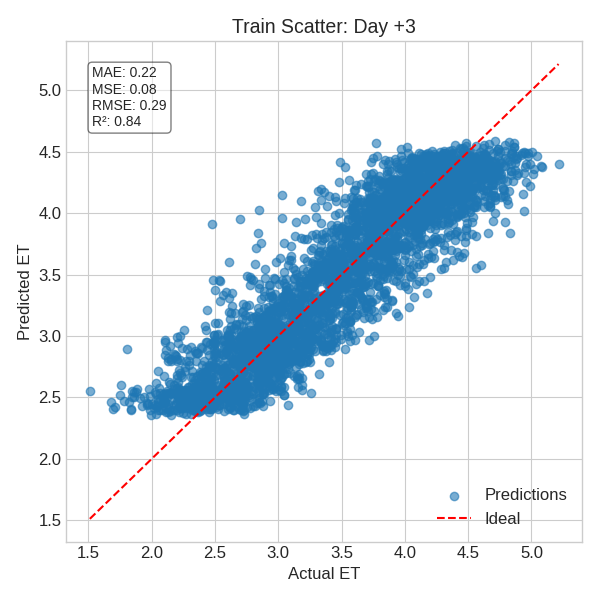 Train Scatter: Day +3
MAE: 0.22
MSE: 0.08
RMSE: 0.29
R²: 0.84
5.0
4.5
4.0
3.5
3.0
2.5
2.0
1.5
Predicted ET
Predictions
Ideal
1.5 2.0 2.5 3.0 3.5 4.0 4.5 5.0
Actual ET